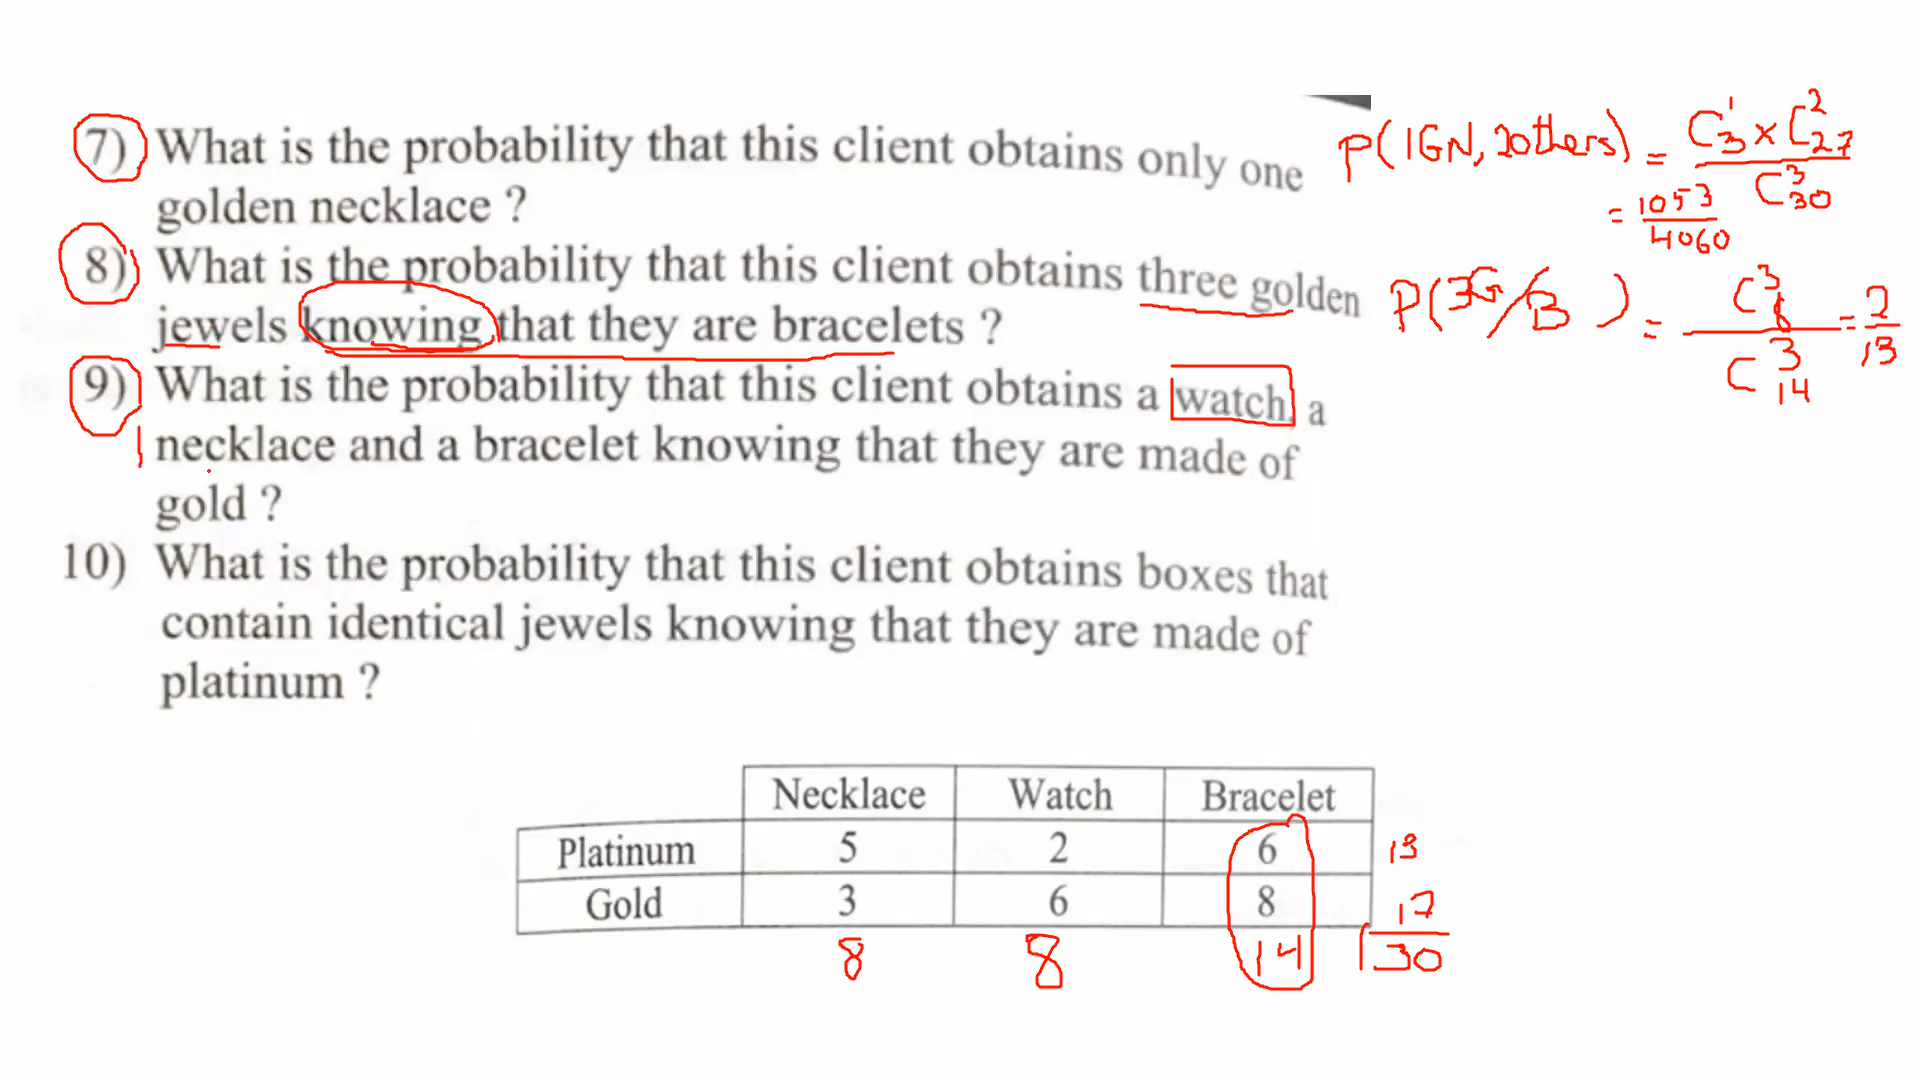 7) What is the probability that this client obtains only one
golden necklace ?
8) What is the probability that this client obtains three golden
jewels knowing that they are bracelets ?
9) What is the probability that this client obtains a watch, a
necklace and a bracelet knowing that they are made of
gold ?
10) What is the probability that this client obtains boxes that
contain identical jewels knowing that they are made of
platinum ?
P(1GN, 2others) = C¹₃ × C²₂₇ / C³₃₀
= 1053 / 4060
P(3G/B) = C³₈ / C³₁₄ = 2 / 13
Necklace Watch Bracelet
Platinum 5 2 6 13
Gold 3 6 8 17
8 8 14 30